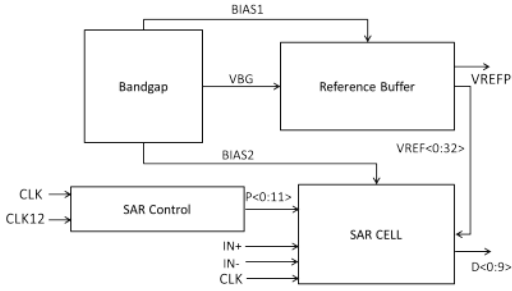 BIAS1
Bandgap
VBG
Reference Buffer
VREFP
VREF<0:32>
BIAS2
CLK
CLK12
SAR Control
P<0:11>
SAR CELL
IN+
IN-
CLK
D<0:9>